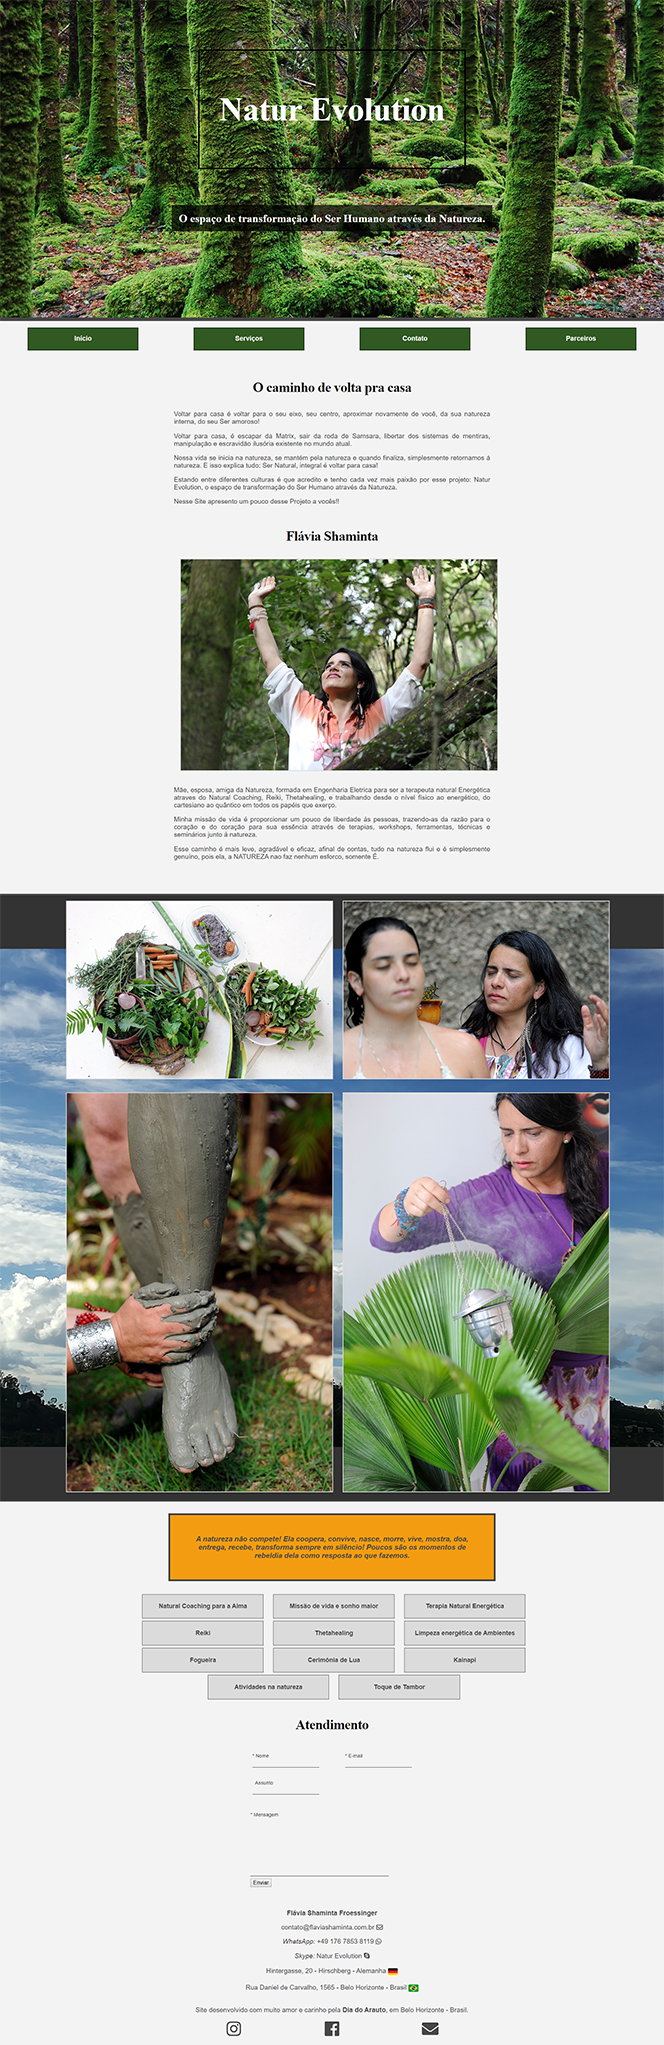 Natur Evolution
O espaço de transformação do Ser Humano através da Natureza.
Início
Serviços
Contato
Parceiros
O caminho de volta pra casa
Voltar para casa é voltar para o seu eixo, seu centro, aproximar novamente de você, da sua natureza
interna, do seu Ser amoroso!
Voltar para casa, é escapar da Matrix, sair da roda de Samsara, libertar dos sistemas de mentiras,
manipulação e escravidão ilusória existente no mundo atual.
Nossa vida se inicia na natureza, se mantém pela natureza e quando finaliza, simplesmente retornamos á
natureza. E isso explica tudo: Ser Natural, integral é voltar para casa!
Estando entre diferentes culturas é que acredito e tenho cada vez mais paixão por esse projeto: Natur
Evolution, o espaço de transformação do Ser Humano através da Natureza.
Nesse Site apresento um pouco desse Projeto a vocês!!
Flávia Shaminta
Mãe, esposa, amiga da Natureza, formada em Engenharia Eletrica para ser a terapeuta natural Energética
atraves do Natural Coaching, Reiki, Thetahealing, e trabalhando desde o nível físico ao energético, do
cartesiano ao quântico em todos os papéis que exerço.
Minha missão de vida é proporcionar um pouco de liberdade às pessoas, trazendo-as da razão para o
coração e do coração para sua essência através de terapias, workshops, ferramentas, técnicas e
seminários junto à natureza.
Esse caminho é mais leve, agradável e eficaz, afinal de contas, tudo na natureza flui e é simplesmente
genuíno, pois ela, a NATUREZA nao faz nenhum esforco, somente É.
A natureza não compete! Ela coopera, convive, nasce, morre, vive, mostra, doa,
entrega, recebe, transforma sempre em silêncio! Poucos são os momentos de
rebeldia dela como resposta ao que fazemos.
Natural Coaching para a Alma
Missão de vida e sonho maior
Terapia Natural Energética
Reiki
Thetahealing
Limpeza energética de Ambientes
Fogueira
Cerimônia de Lua
Kainapi
Atividades na natureza
Toque de Tambor
Atendimento
* Nome
* E-mail
Assunto
* Mensagem
Enviar
Flávia Shaminta Froessinger
contato@flaviashaminta.com.br
WhatsApp: +49 176 7853 8119
Skype: Natur Evolution
Hintergasse, 20 - Hirschberg - Alemanha
Rua Daniel de Carvalho, 1565 - Belo Horizonte - Brasil
Site desenvolvido com muito amor e carinho pela Dia do Arauto, em Belo Horizonte - Brasil.